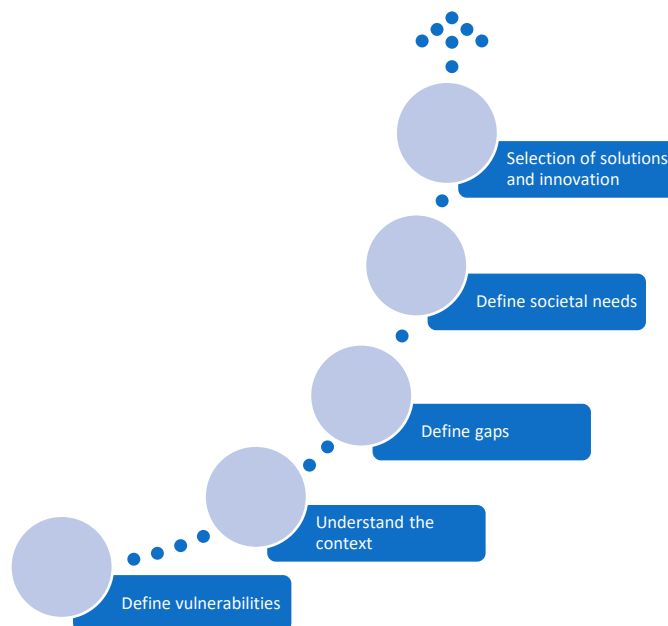 Selection of solutions
and innovation
Define societal needs
Define gaps
Understand the
context
Define vulnerabilities